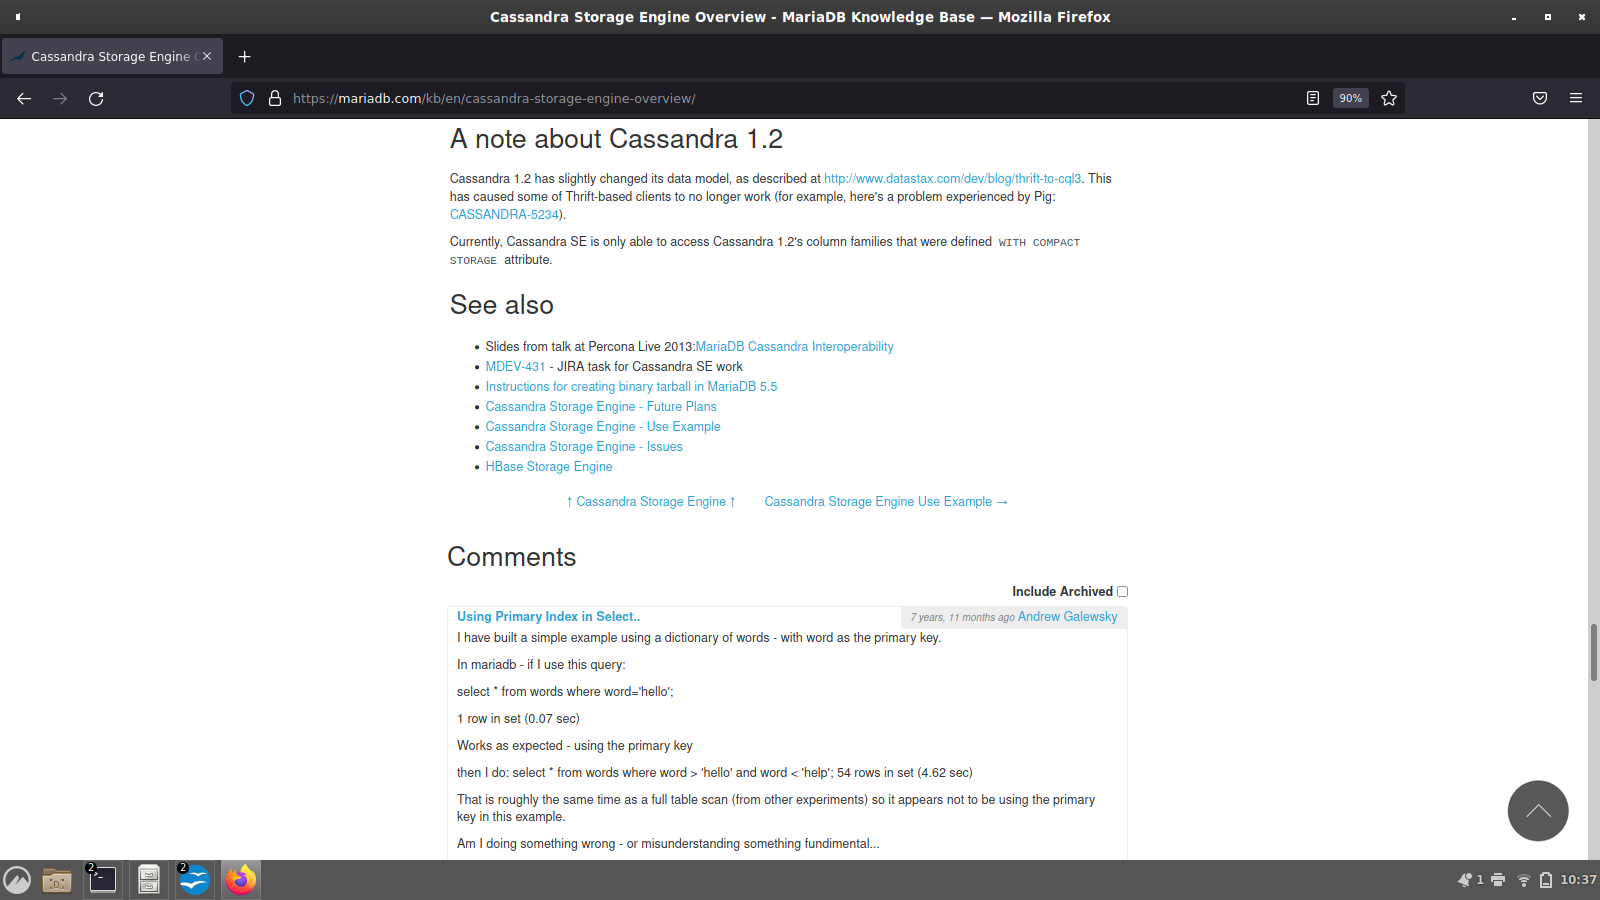 Cassandra Storage Engine Overview - MariaDB Knowledge Base — Mozilla Firefox
Cassandra Storage Engine
https://mariadb.com/kb/en/cassandra-storage-engine-overview/
90%
A note about Cassandra 1.2
Cassandra 1.2 has slightly changed its data model, as described at http://www.datastax.com/dev/blog/thrift-to-cql3. This
has caused some of Thrift-based clients to no longer work (for example, here's a problem experienced by Pig:
CASSANDRA-5234).
Currently, Cassandra SE is only able to access Cassandra 1.2's column families that were defined WITH COMPACT
STORAGE attribute.
See also
• Slides from talk at Percona Live 2013:MariaDB Cassandra Interoperability
• MDEV-431 - JIRA task for Cassandra SE work
• Instructions for creating binary tarball in MariaDB 5.5
• Cassandra Storage Engine - Future Plans
• Cassandra Storage Engine - Use Example
• Cassandra Storage Engine - Issues
• HBase Storage Engine
↑ Cassandra Storage Engine ↑ Cassandra Storage Engine Use Example →
Comments
Include Archived
Using Primary Index in Select..
7 years, 11 months ago Andrew Galewsky
I have built a simple example using a dictionary of words - with word as the primary key.
In mariadb - if I use this query:
select * from words where word='hello';
1 row in set (0.07 sec)
Works as expected - using the primary key
then I do: select * from words where word > 'hello' and word < 'help'; 54 rows in set (4.62 sec)
That is roughly the same time as a full table scan (from other experiments) so it appears not to be using the primary
key in this example.
Am I doing something wrong - or misunderstanding something fundimental...
2
2
1
10:37